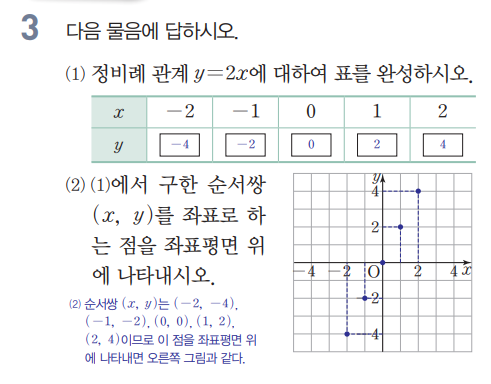 3 다음 물음에 답하시오.
(1) 정비례 관계 y=2x에 대하여 표를 완성하시오.
x −2 −1 0 1 2
y −4 −2 0 2 4
(2) (1)에서 구한 순서쌍
(x, y)를 좌표로 하
는 점을 좌표평면 위
에 나타내시오.
(2) 순서쌍 (x, y)는 (−2, −4),
(−1, −2), (0, 0), (1, 2),
(2, 4)이므로 이 점을 좌표평면 위
에 나타내면 오른쪽 그림과 같다.
y
4
2
−4 −2 O 2 4 x
−2
−4